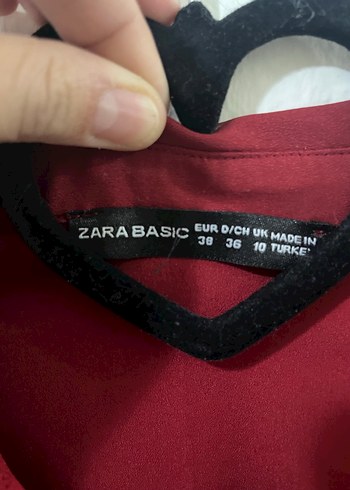 ZARA BASIC EUR D/CH UK MADE IN
38 36 10 TURKEY